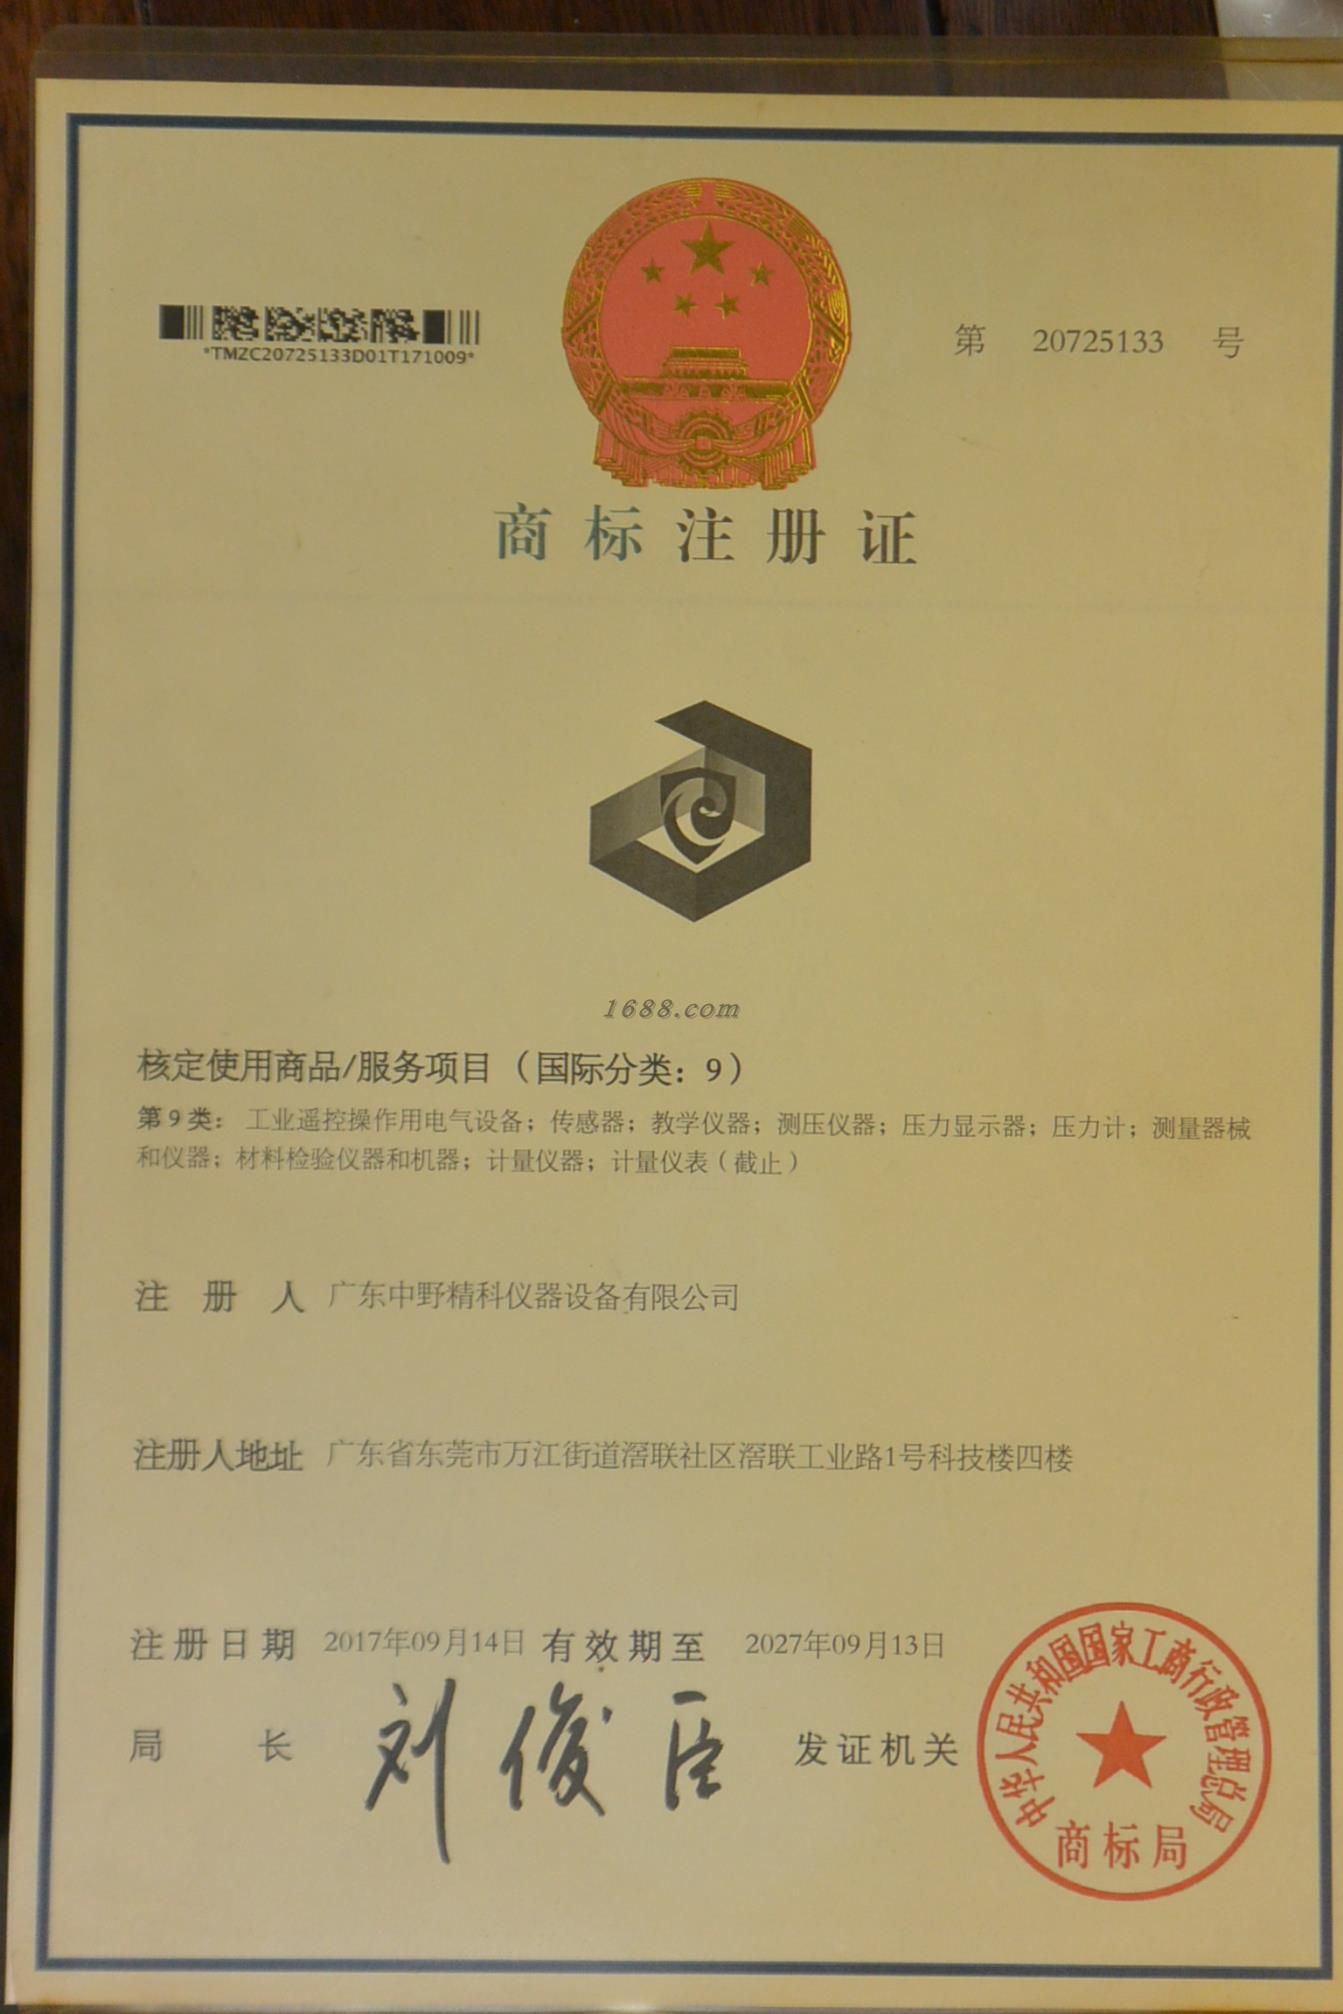 *TMZC20725133D01T171009*
第 20725133 号
商标注册证
1688.com
核定使用商品/服务项目（国际分类：9）
第9类： 工业遥控操作用电气设备；传感器；教学仪器；测压仪器；压力显示器；压力计；测量器械
和仪器；材料检验仪器和机器；计量仪器；计量仪表（截止）
注册人 广东中野精科仪器设备有限公司
注册人地址 广东省东莞市万江街道滘联社区滘联工业路1号科技楼四楼
注册日期 2017年09月14日 有效期至 2027年09月13日
局长 刘俊臣 发证机关
中华人民共和国国家工商行政管理总局
商标局